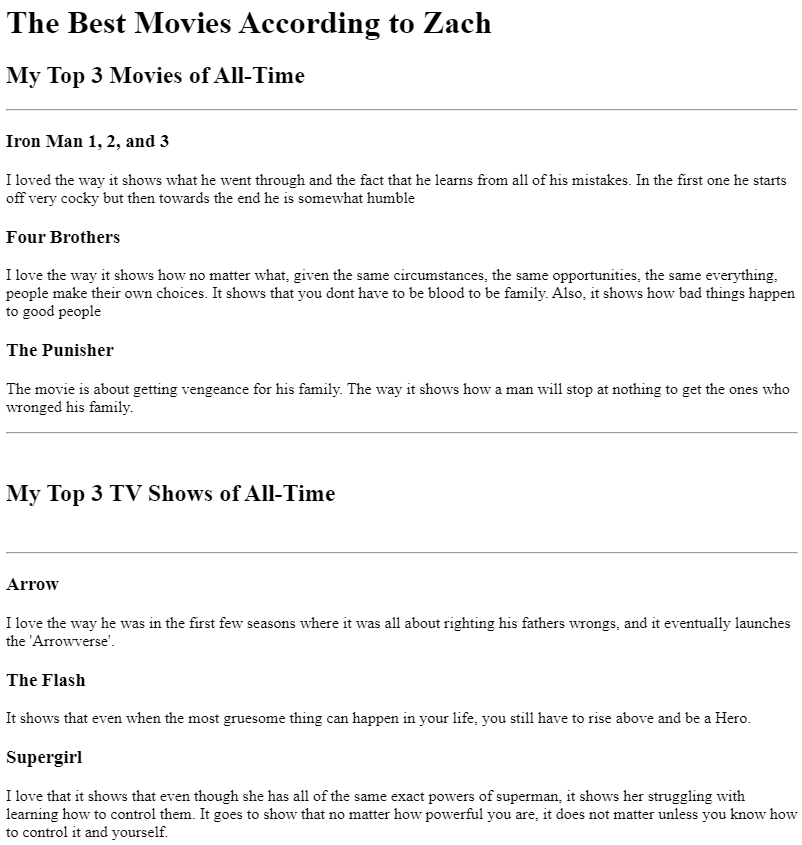 The Best Movies According to Zach
My Top 3 Movies of All-Time
Iron Man 1, 2, and 3
I loved the way it shows what he went through and the fact that he learns from all of his mistakes. In the first one he starts
off very cocky but then towards the end he is somewhat humble
Four Brothers
I love the way it shows how no matter what, given the same circumstances, the same opportunities, the same everything,
people make their own choices. It shows that you dont have to be blood to be family. Also, it shows how bad things happen
to good people
The Punisher
The movie is about getting vengeance for his family. The way it shows how a man will stop at nothing to get the ones who
wronged his family.
My Top 3 TV Shows of All-Time
Arrow
I love the way he was in the first few seasons where it was all about righting his fathers wrongs, and it eventually launches
the 'Arrowverse'.
The Flash
It shows that even when the most gruesome thing can happen in your life, you still have to rise above and be a Hero.
Supergirl
I love that it shows that even though she has all of the same exact powers of superman, it shows her struggling with
learning how to control them. It goes to show that no matter how powerful you are, it does not matter unless you know how
to control it and yourself.